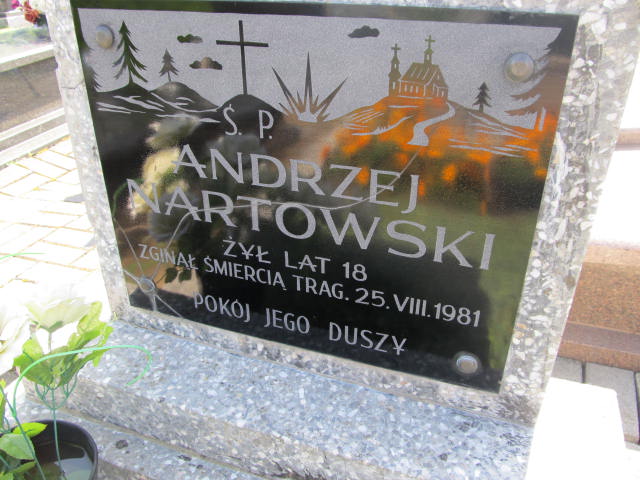 Ś. P.
ANDRZEJ
NARTOWSKI
ŻYŁ LAT 18
ZGINĄŁ ŚMIERCIĄ TRAG. 25.VIII.1981
POKÓJ JEGO DUSZY